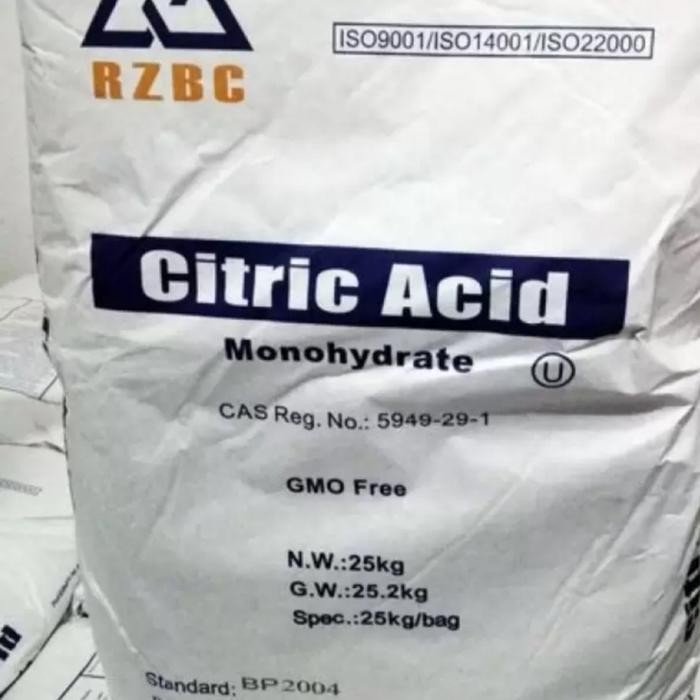 ISO9001/ISO14001/ISO22000
RZBC
Citric Acid
Monohydrate
U
CAS Reg. No.: 5949-29-1
GMO Free
N.W.:25kg
G.W.:25.2kg
Spec.:25kg/bag
Standard: BP2004